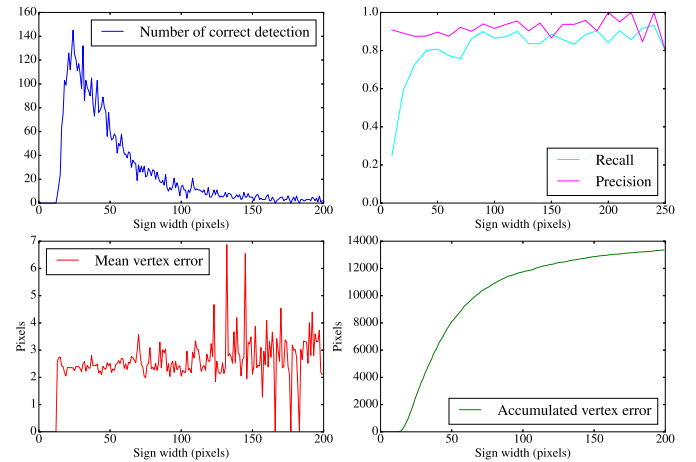 160
140
120
100
80
60
40
20
0
Number of correct detection
0 50 100 150 200
Sign width (pixels)
1.0
0.8
0.6
0.4
0.2
0.0
Recall
Precision
0 50 100 150 200 250
Sign width (pixels)
7
6
5
4
3
2
1
0
Pixels
Mean vertex error
0 50 100 150 200
Sign width (pixels)
14000
12000
10000
8000
6000
4000
2000
0
Pixels
Accumulated vertex error
0 50 100 150 200
Sign width (pixels)